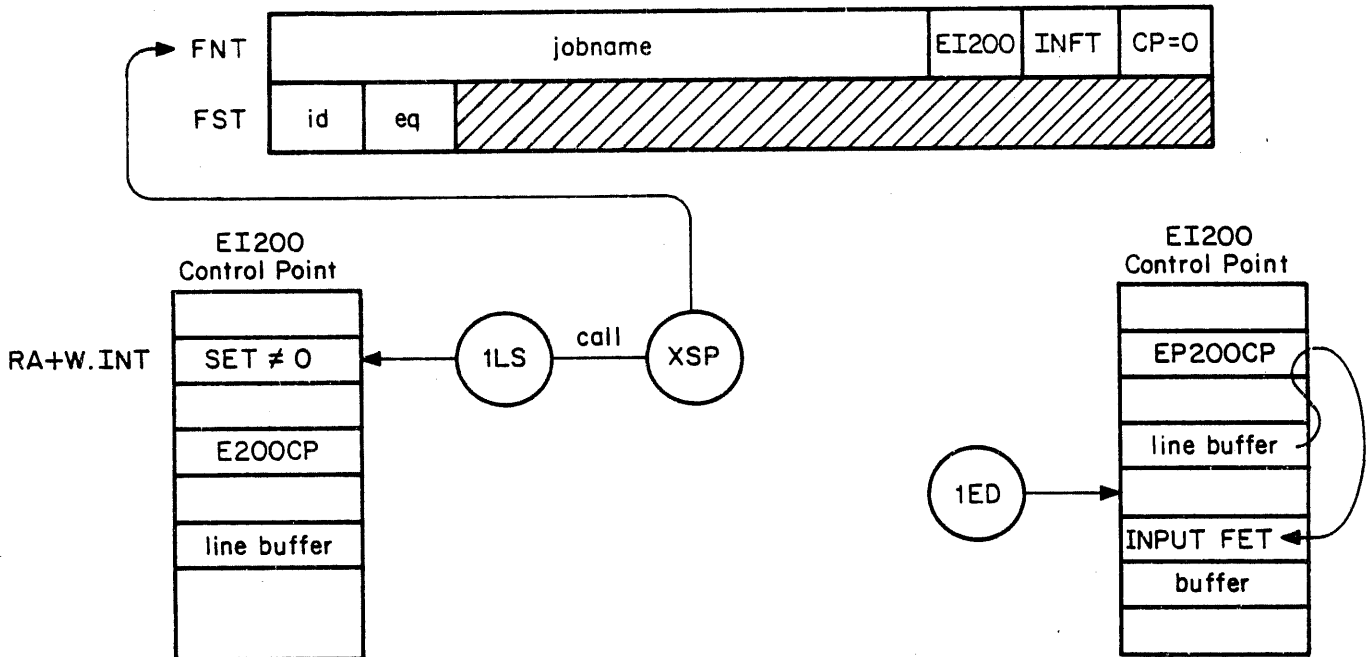 FNT jobname EI200 INFT CP=0
FST id eq
EI200
Control Point
RA+W.INT SET ≠ 0
E200CP
line buffer
1LS call XSP
EI200
Control Point
EP200CP
line buffer
1ED
INPUT FET
buffer